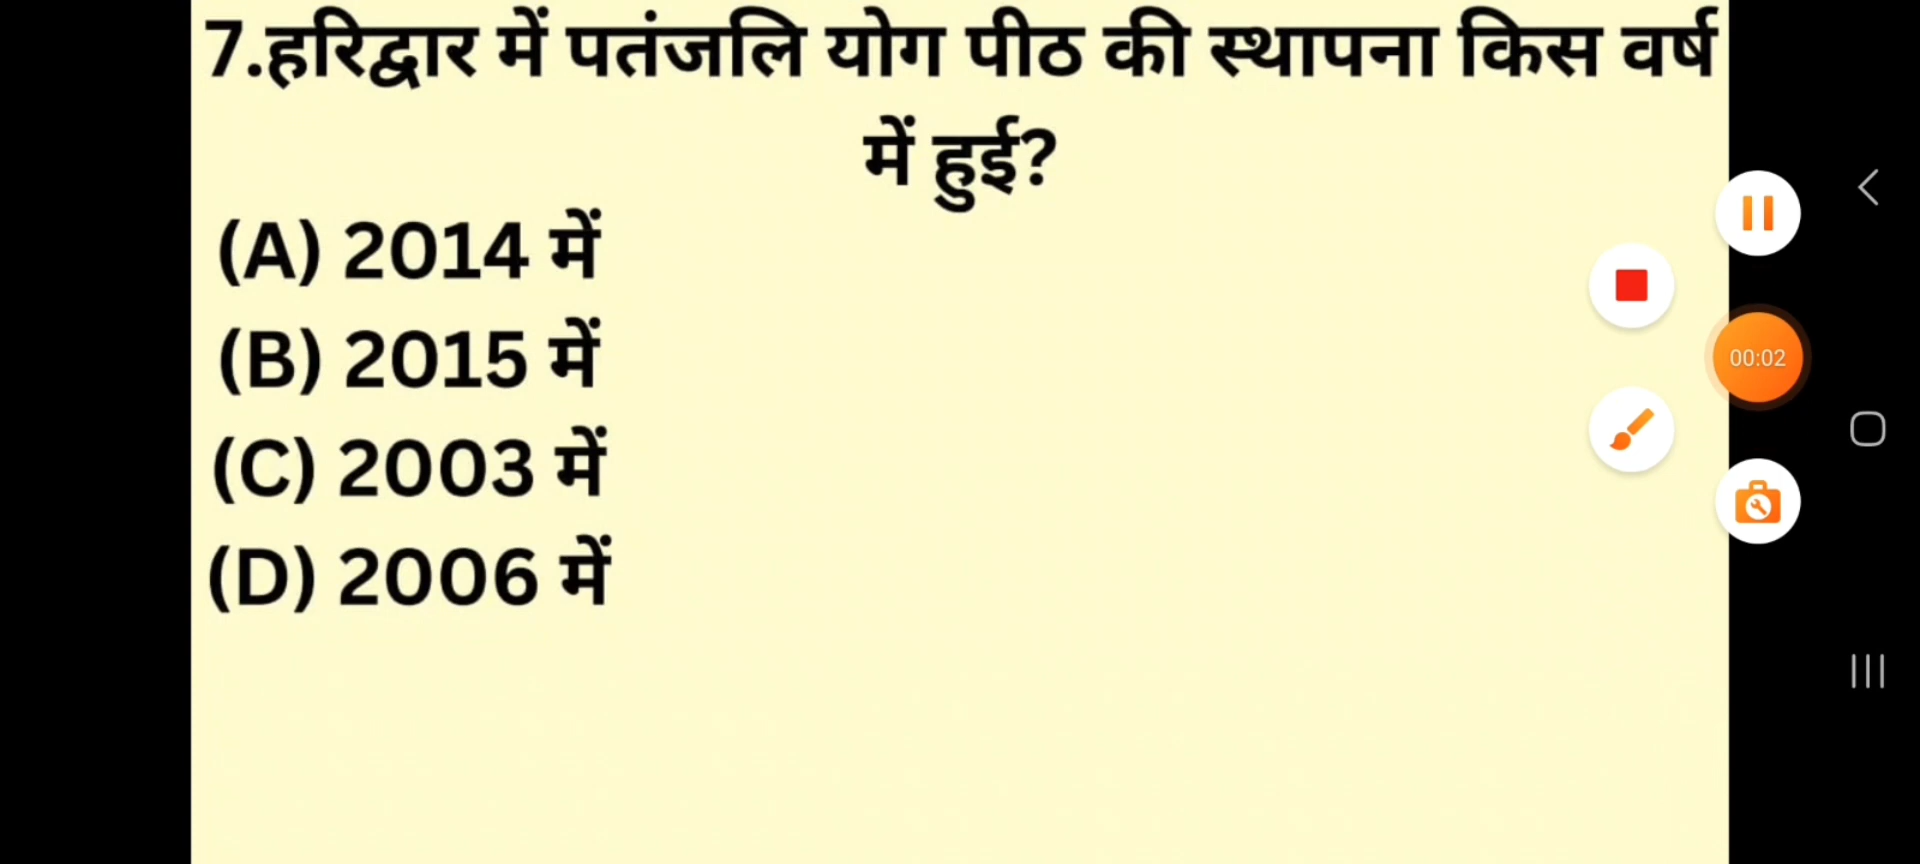 7.हरिद्वार में पतंजलि योग पीठ की स्थापना किस वर्ष
में हुई?
(A) 2014 में
(B) 2015 में
(C) 2003 में
(D) 2006 में
00:02